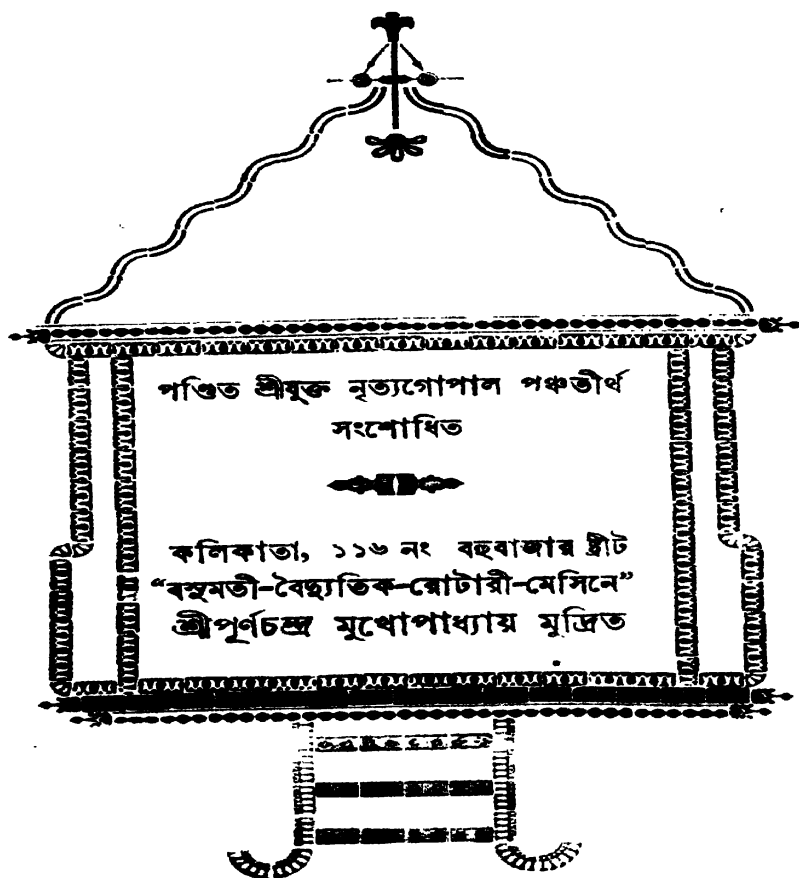 পণ্ডিত শ্রীযুক্ত নৃত্যগোপাল পঞ্চতীর্থ
সংশোধিত
কলিকাতা, ১১৬ নং বহুবাজার ষ্ট্রীট
“বসুমতী-বৈদ্যুতিক-রোটারী-মেসিনে”
শ্রীপূর্ণচন্দ্র মুখোপাধ্যায় মুদ্রিত